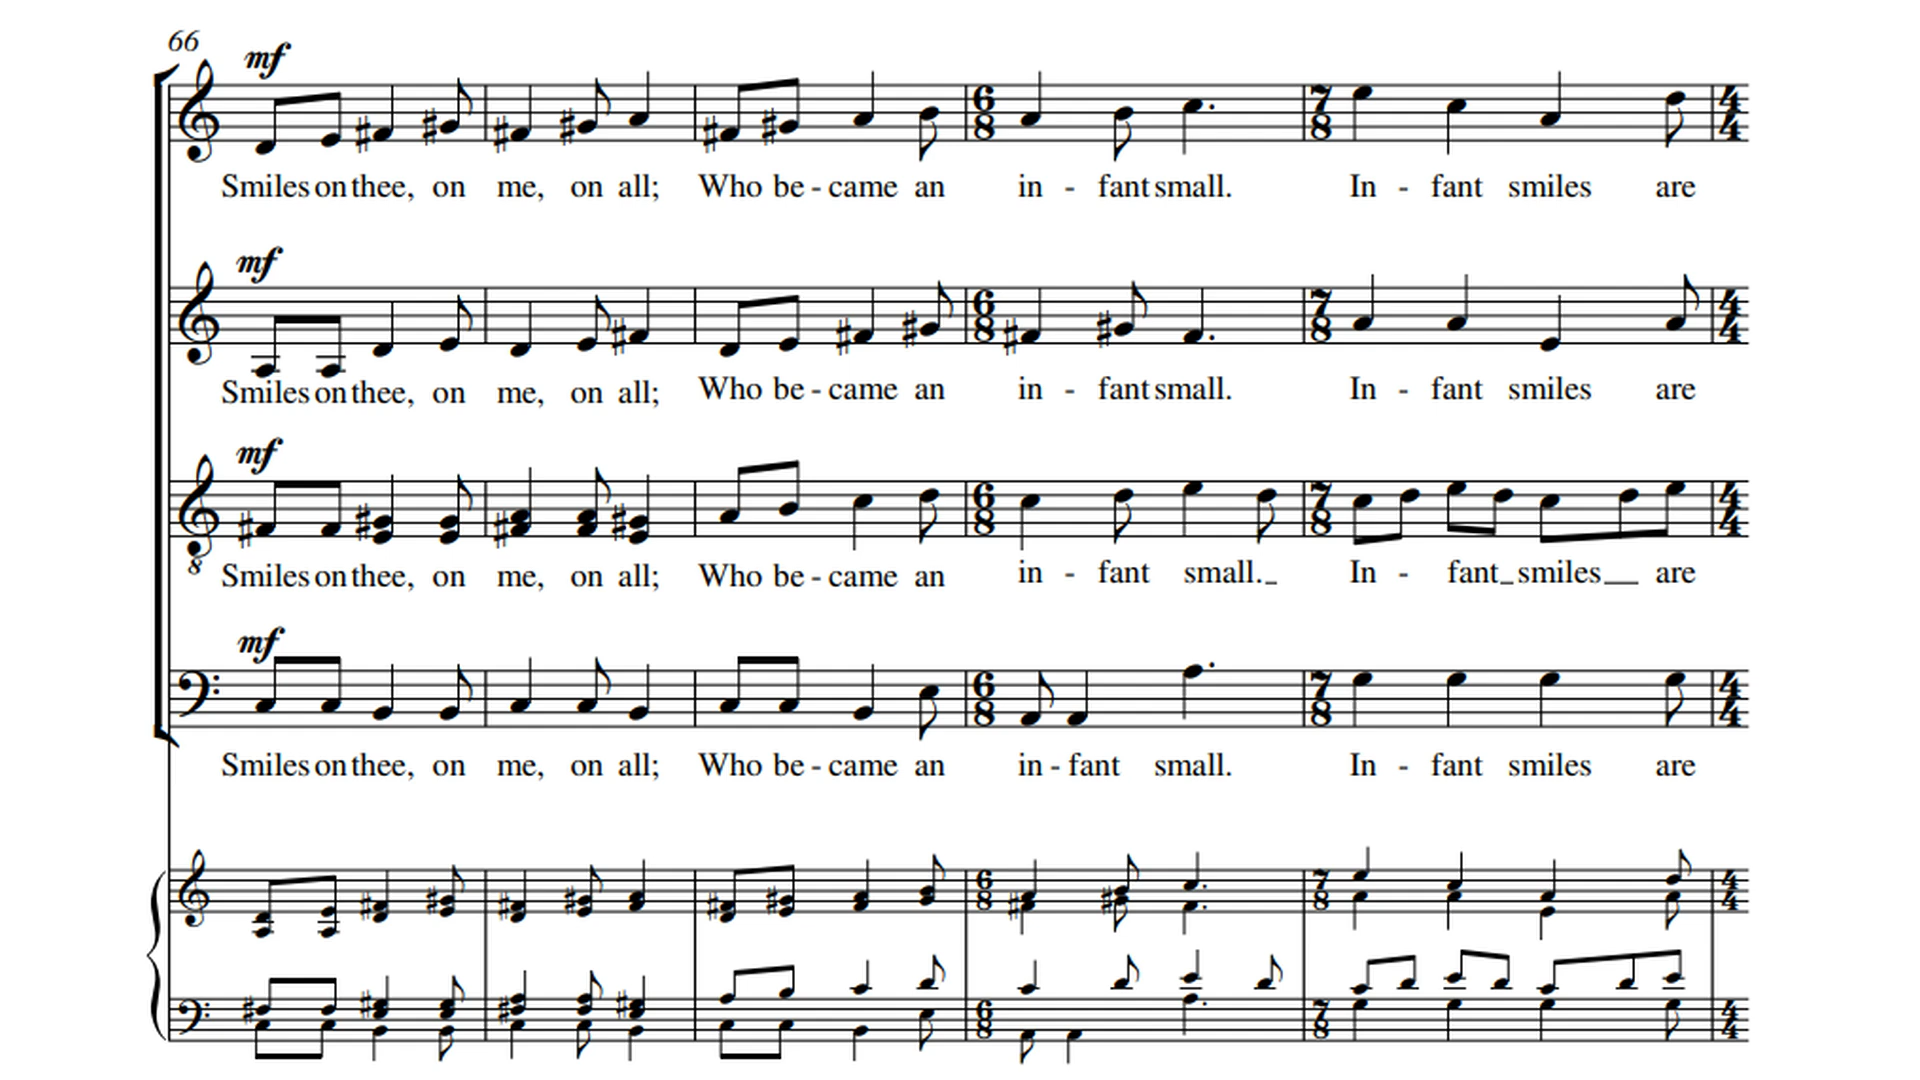 66
mf
Smiles on thee, on me, on all; Who be - came an in - fant small. In - fant smiles are
mf
Smiles on thee, on me, on all; Who be - came an in - fant small. In - fant smiles are
mf
8
Smiles on thee, on me, on all; Who be - came an in - fant small._ In - fant_ smiles__ are
mf
Smiles on thee, on me, on all; Who be - came an in - fant small. In - fant smiles are